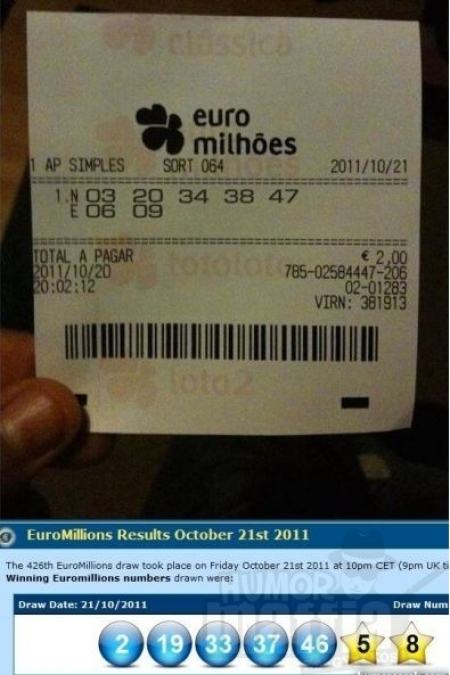 clássica
euro
milhões
1 AP SIMPLES SORT 064 2011/10/21
1.N 03 20 34 38 47
E 06 09
TOTAL A PAGAR € 2,00
2011/10/20 785-02584447-206
20:02:12 02-01283
VIRN: 381913
totoloto
loto2
EuroMillions Results October 21st 2011
The 426th EuroMillions draw took place on Friday October 21st 2011 at 10pm CET (9pm UK ti
Winning Euromillions numbers drawn were:
HUMOR
Draw Date: 21/10/2011 Draw Num
2 19 33 37 46 5 8